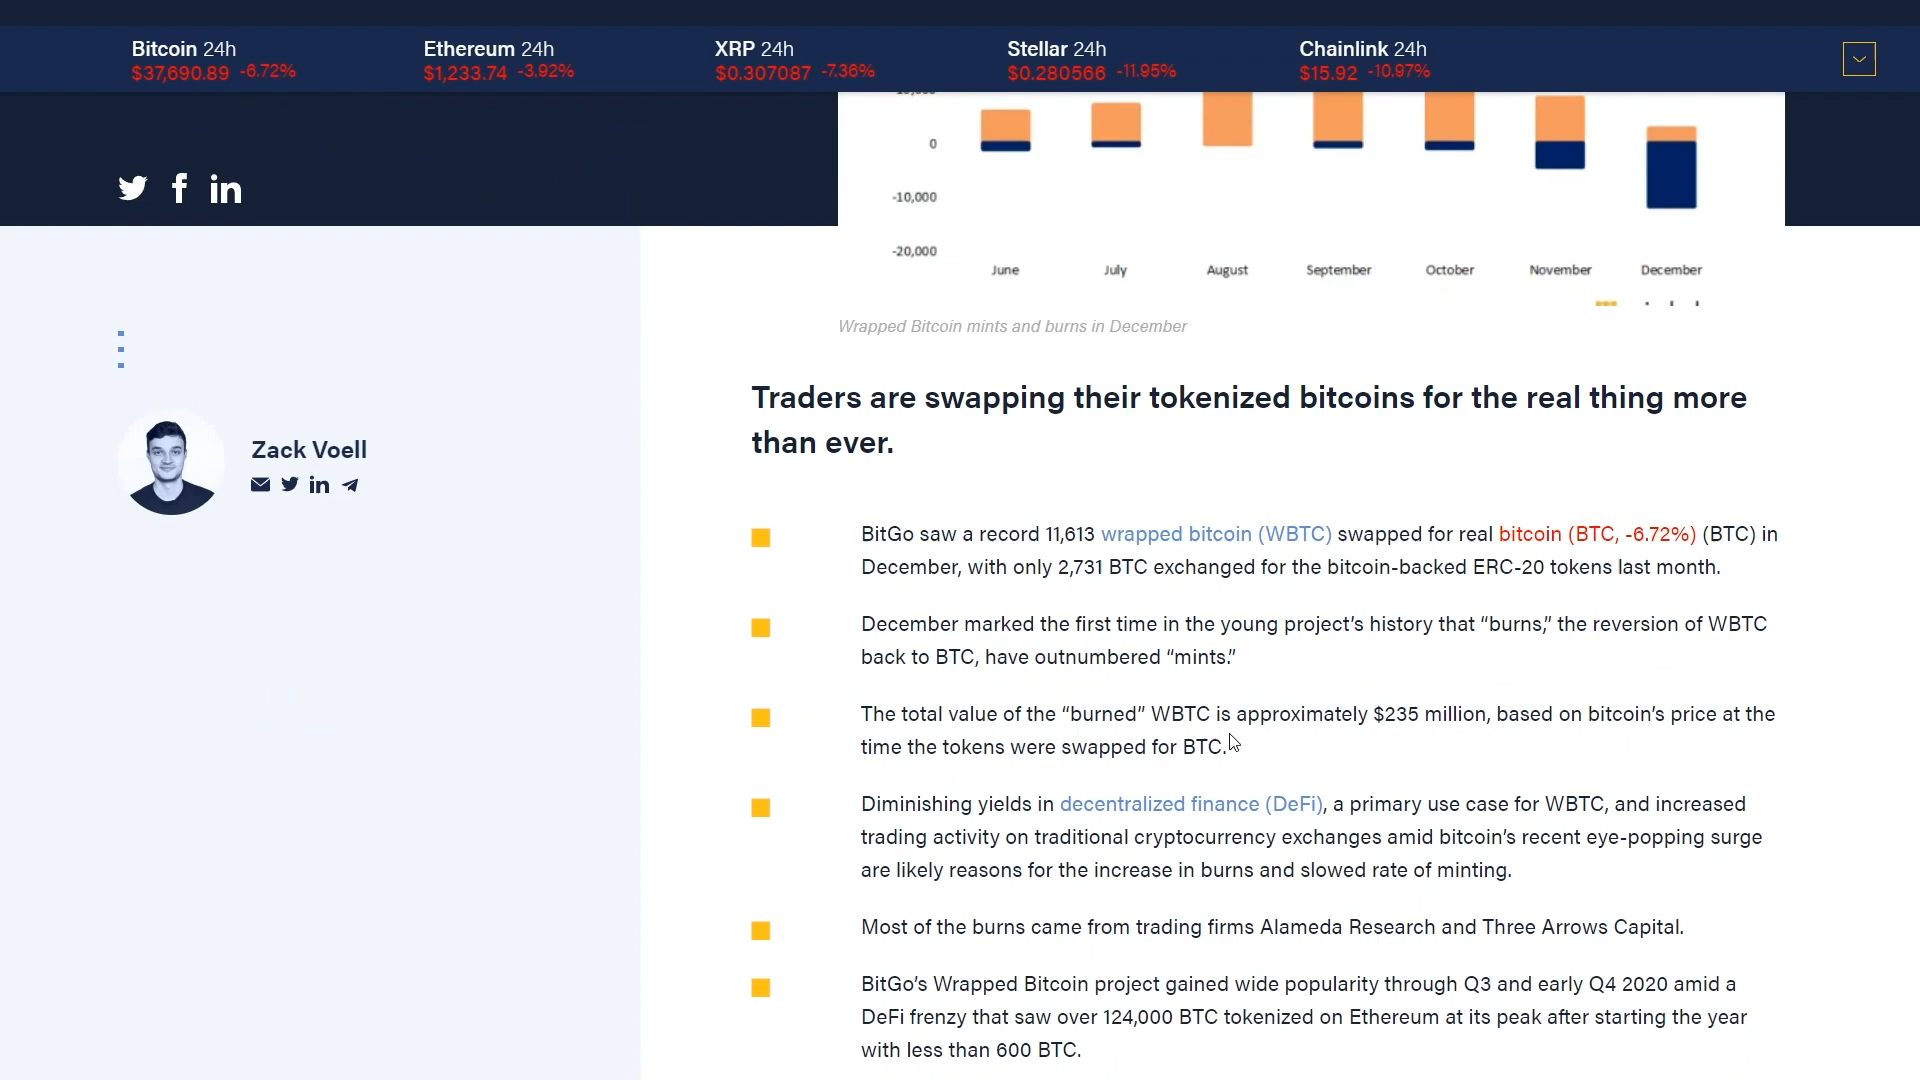 Bitcoin 24h
$37,690.89 -6.72%
Ethereum 24h
$1,233.74 -3.92%
XRP 24h
$0.307087 -7.36%
Stellar 24h
$0.280566 -11.95%
Chainlink 24h
$15.92 -10.97%
0
-10,000
-20,000
June July August September October November December
Wrapped Bitcoin mints and burns in December
Zack Voell
Traders are swapping their tokenized bitcoins for the real thing more
than ever.
BitGo saw a record 11,613 wrapped bitcoin (WBTC) swapped for real bitcoin (BTC, -6.72%) (BTC) in
December, with only 2,731 BTC exchanged for the bitcoin-backed ERC-20 tokens last month.
December marked the first time in the young project’s history that “burns,” the reversion of WBTC
back to BTC, have outnumbered “mints.”
The total value of the “burned” WBTC is approximately $235 million, based on bitcoin’s price at the
time the tokens were swapped for BTC.
Diminishing yields in decentralized finance (DeFi), a primary use case for WBTC, and increased
trading activity on traditional cryptocurrency exchanges amid bitcoin’s recent eye-popping surge
are likely reasons for the increase in burns and slowed rate of minting.
Most of the burns came from trading firms Alameda Research and Three Arrows Capital.
BitGo’s Wrapped Bitcoin project gained wide popularity through Q3 and early Q4 2020 amid a
DeFi frenzy that saw over 124,000 BTC tokenized on Ethereum at its peak after starting the year
with less than 600 BTC.